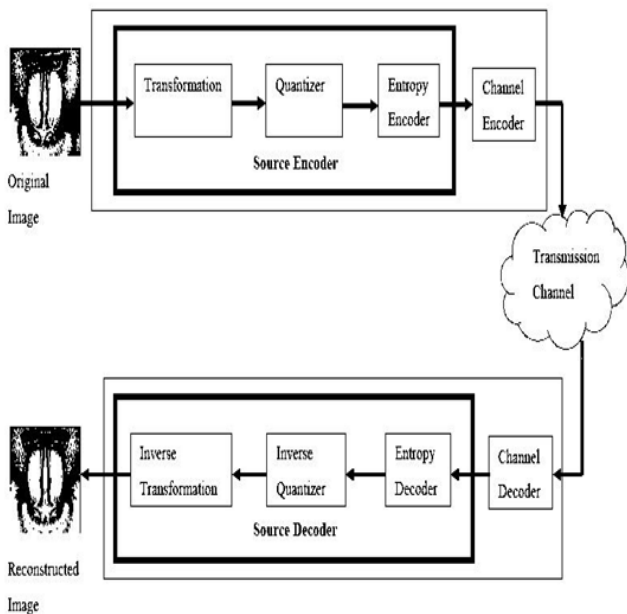 Original
Image
Transformation
Quantizer
Entropy
Encoder
Source Encoder
Channel
Encoder
Transmission
Channel
Channel
Decoder
Entropy
Decoder
Inverse
Quantizer
Inverse
Transformation
Source Decoder
Reconstructed
Image